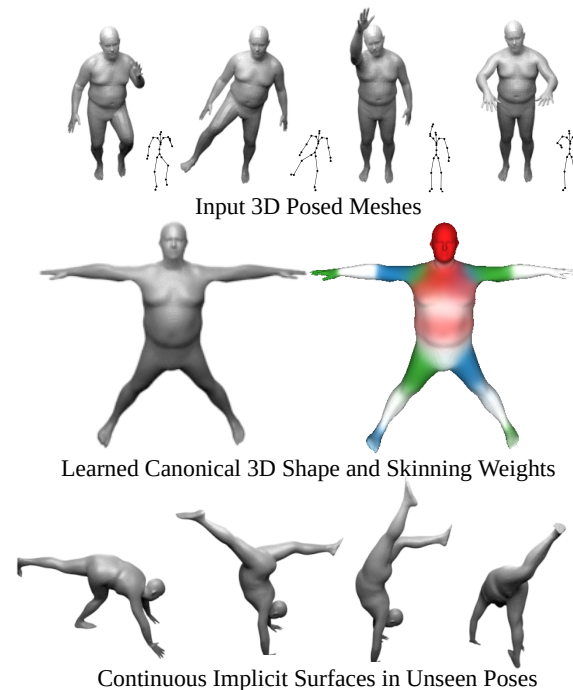 Input 3D Posed Meshes
Learned Canonical 3D Shape and Skinning Weights
Continuous Implicit Surfaces in Unseen Poses